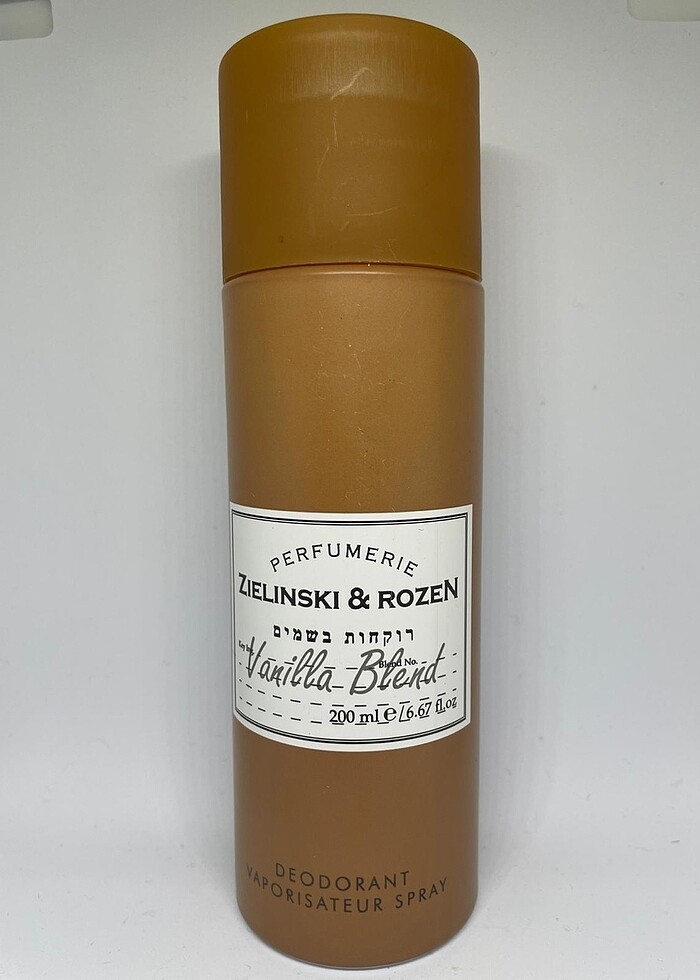 PERFUMERIE
ZIELINSKI & ROZEN
רוקחות בשמים
Blend No.
Vanilla Blend
200 ml ℮ / 6.67 fl.oz
DEODORANT
VAPORISATEUR SPRAY